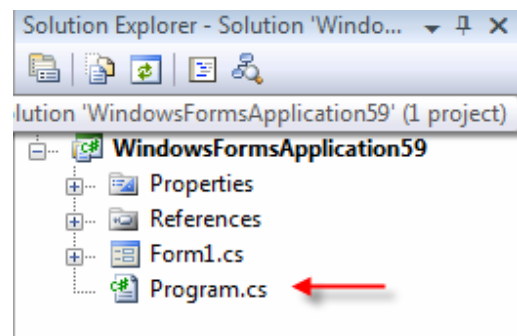 Solution Explorer - Solution 'Windo...
lution 'WindowsFormsApplication59' (1 project)
WindowsFormsApplication59
Properties
References
Form1.cs
Program.cs